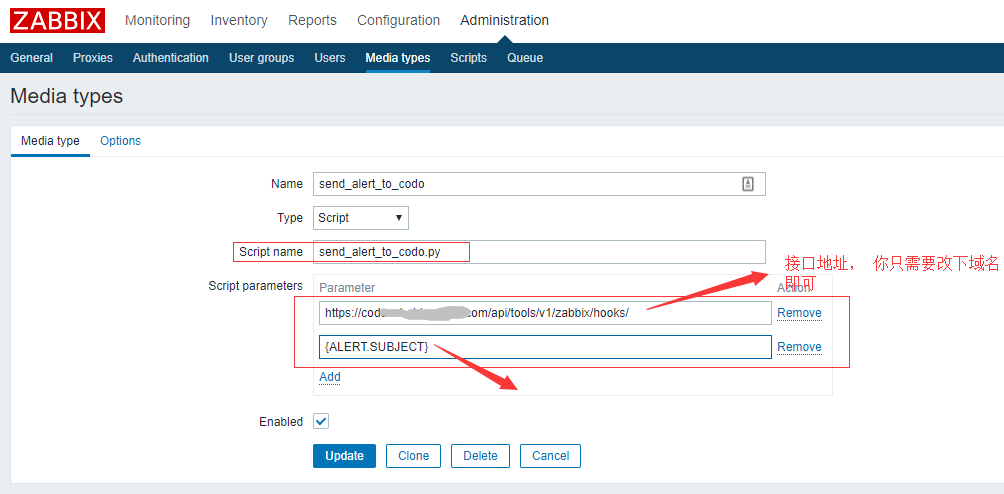 ZABBIX Monitoring Inventory Reports Configuration Administration
General Proxies Authentication User groups Users Media types Scripts Queue
Media types
Media type Options
Name send_alert_to_codo
Type Script
Script name send_alert_to_codo.py
接口地址， 你只需要改下域名
即可
Script parameters Parameter Action
https://codo .com/api/tools/v1/zabbix/hooks/ Remove
{ALERT.SUBJECT} Remove
Add
Enabled
Update Clone Delete Cancel